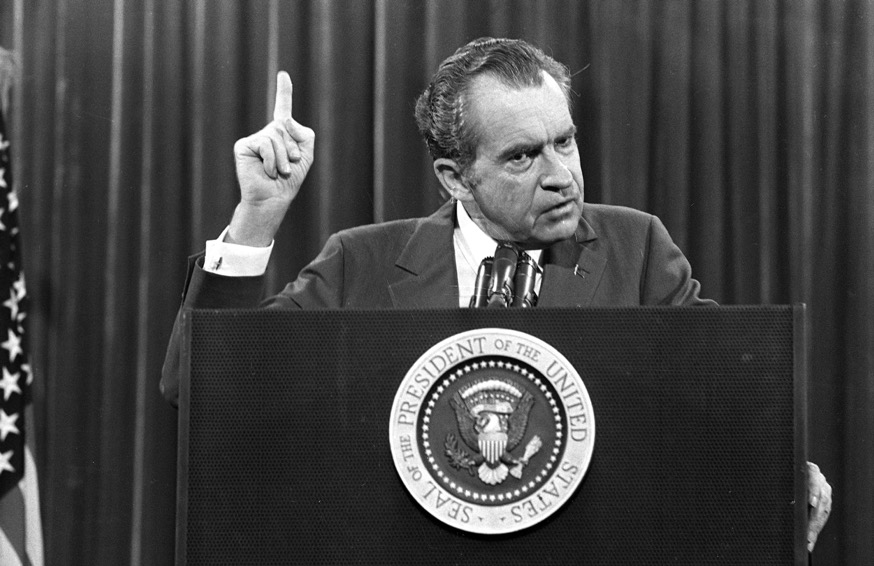 SEAL OF THE PRESIDENT OF THE UNITED STATES